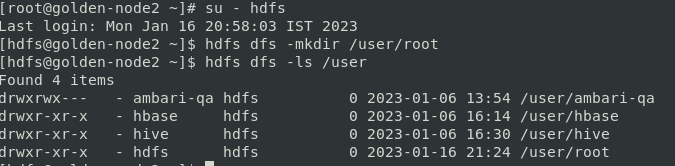 [root@golden-node2 ~]# su - hdfs
Last login: Mon Jan 16 20:58:03 IST 2023
[hdfs@golden-node2 ~]$ hdfs dfs -mkdir /user/root
[hdfs@golden-node2 ~]$ hdfs dfs -ls /user
Found 4 items
drwxrwx---   - ambari-qa hdfs          0 2023-01-06 13:54 /user/ambari-qa
drwxr-xr-x   - hbase     hdfs          0 2023-01-06 16:14 /user/hbase
drwxr-xr-x   - hive      hdfs          0 2023-01-06 16:30 /user/hive
drwxr-xr-x   - hdfs      hdfs          0 2023-01-16 21:24 /user/root
[hdfs@golden-node2 ~]$